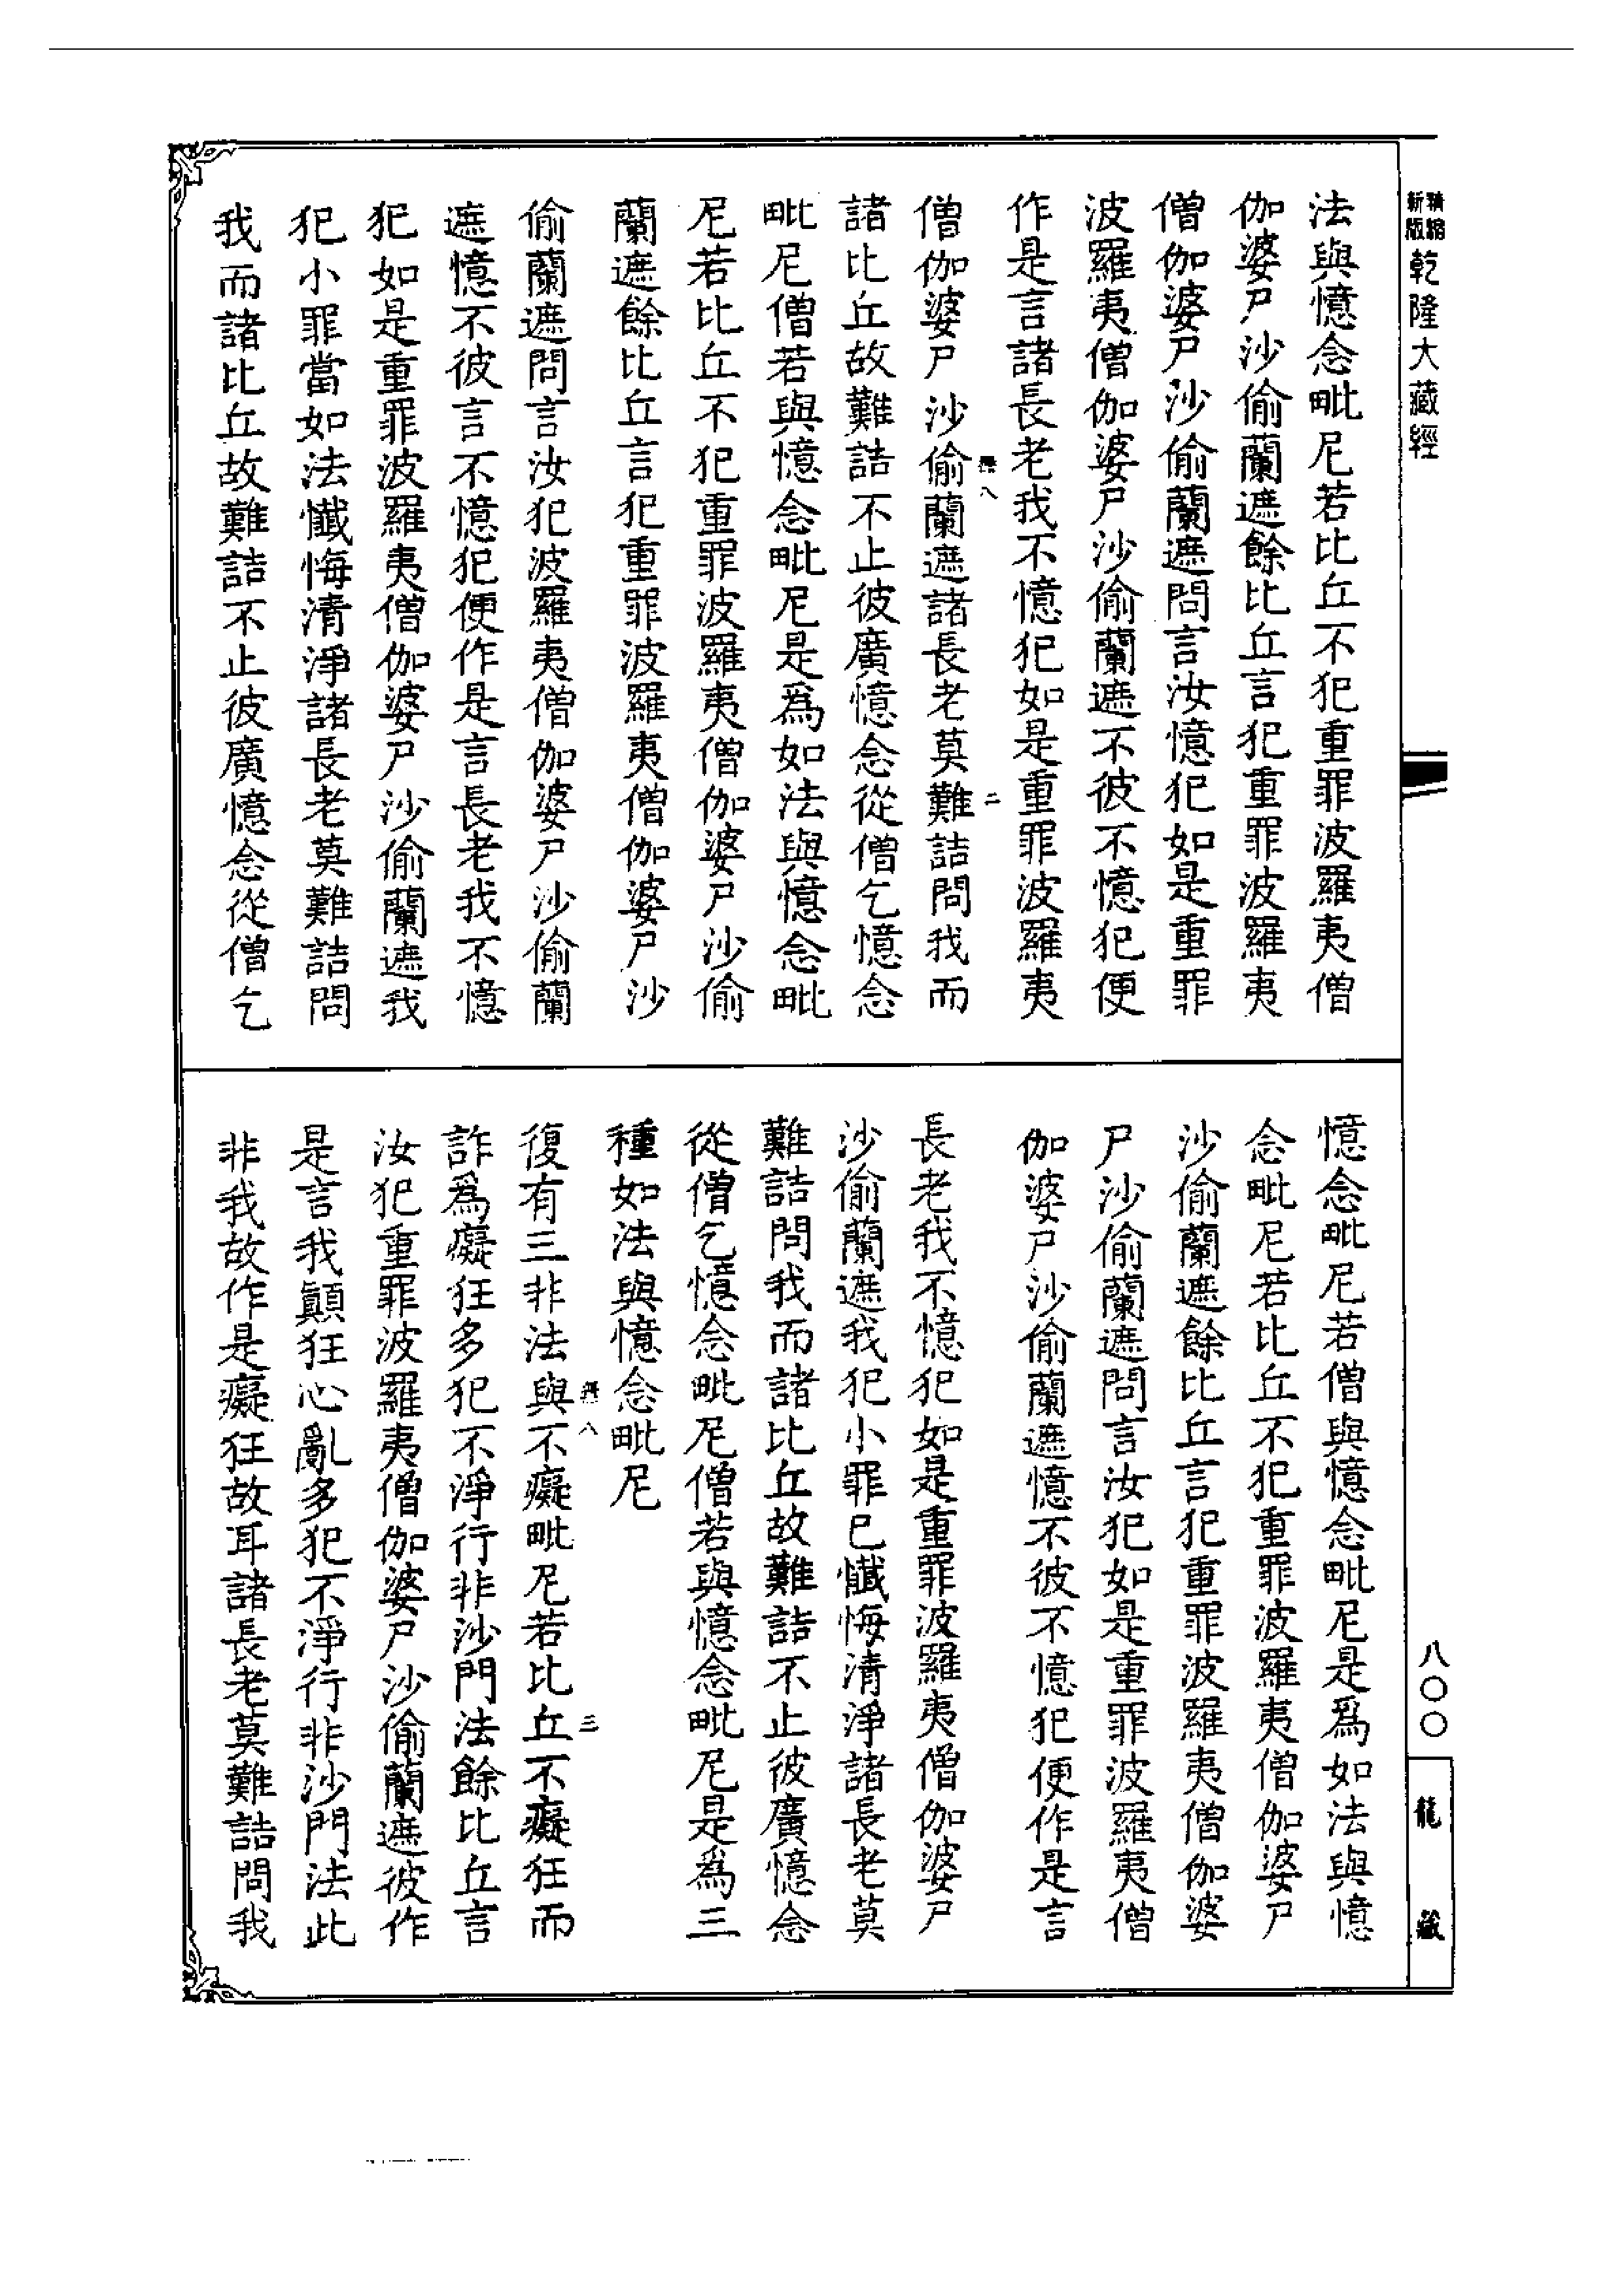 精縮新版乾隆大藏經
法與憶念毗尼若比丘不犯重罪波羅夷僧
伽婆尸沙偷蘭遮餘比丘言犯重罪波羅夷
僧伽婆尸沙偷蘭遮問言汝憶犯如是重罪
波羅夷僧伽婆尸沙偷蘭遮不彼不憶犯便
作是言諸長老我不憶犯如是重罪波羅夷
僧伽婆尸沙偷蘭遮諸長老莫難詰問我而
諸比丘故難詰不止彼廣憶念從僧乞憶念
毗尼僧若與憶念毗尼是為如法與憶念毗
尼若比丘不犯重罪波羅夷僧伽婆尸沙偷
蘭遮餘比丘言犯重罪波羅夷僧伽婆尸沙
偷蘭遮問言汝犯波羅夷僧伽婆尸沙偷蘭
遮憶不彼言不憶犯便作是言長老我不憶
犯如是重罪波羅夷僧伽婆尸沙偷蘭遮我
犯小罪當如法懺悔清淨諸長老莫難詰問
我而諸比丘故難詰不止彼廣憶念從僧乞
憶念毗尼若僧與憶念毗尼是為如法與憶
念毗尼若比丘不犯重罪波羅夷僧伽婆尸
沙偷蘭遮餘比丘言犯重罪波羅夷僧伽婆
尸沙偷蘭遮問言汝犯如是重罪波羅夷僧
伽婆尸沙偷蘭遮憶不彼不憶犯便作是言
長老我不憶犯如是重罪波羅夷僧伽婆尸
沙偷蘭遮我犯小罪已懺悔清淨諸長老莫
難詰問我而諸比丘故難詰不止彼廣憶念
從僧乞憶念毗尼僧若與憶念毗尼是為三
種如法與憶念毗尼
復有三非法與不癡毗尼若比丘不癡狂而
詐為癡狂多犯不淨行非沙門法餘比丘言
汝犯重罪波羅夷僧伽婆尸沙偷蘭遮彼作
是言我顛狂心亂多犯不淨行非沙門法此
非我故作是癡狂故耳諸長老莫難詰問我
八〇〇
龍藏